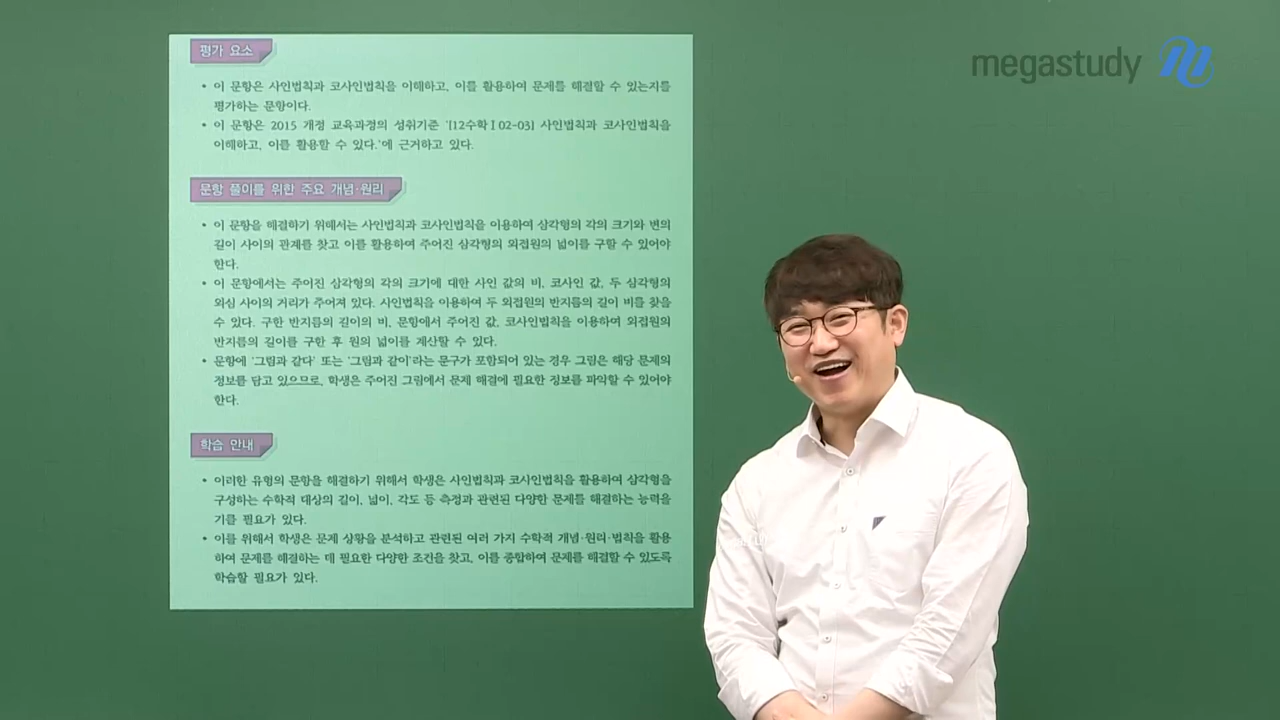 평가 요소
megastudy
• 이 문항은 사인법칙과 코사인법칙을 이해하고, 이를 활용하여 문제를 해결할 수 있는지를
평가하는 문항이다.
• 이 문항은 2015 개정 교육과정의 성취기준 ‘[12수학Ⅰ02-03] 사인법칙과 코사인법칙을
이해하고, 이를 활용할 수 있다.’에 근거하고 있다.
문항 풀이를 위한 주요 개념·원리
• 이 문항을 해결하기 위해서는 사인법칙과 코사인법칙을 이용하여 삼각형의 각의 크기와 변의
길이 사이의 관계를 찾고 이를 활용하여 주어진 삼각형의 외접원의 넓이를 구할 수 있어야
한다.
• 이 문항에서는 주어진 삼각형의 각의 크기에 대한 사인 값의 비, 코사인 값, 두 삼각형의
외심 사이의 거리가 주어져 있다. 사인법칙을 이용하여 두 외접원의 반지름의 길이 비를 찾을
수 있다. 구한 반지름의 길이의 비, 문항에서 주어진 값, 코사인법칙을 이용하여 외접원의
반지름의 길이를 구한 후 원의 넓이를 계산할 수 있다.
• 문항에 ‘그림과 같다’ 또는 ‘그림과 같이’라는 문구가 포함되어 있는 경우 그림은 해당 문제의
정보를 담고 있으므로, 학생은 주어진 그림에서 문제 해결에 필요한 정보를 파악할 수 있어야
한다.
학습 안내
• 이러한 유형의 문항을 해결하기 위해서 학생은 사인법칙과 코사인법칙을 활용하여 삼각형을
구성하는 수학적 대상의 길이, 넓이, 각도 등 측정과 관련된 다양한 문제를 해결하는 능력을
기를 필요가 있다.
• 이를 위해서 학생은 문제 상황을 분석하고 관련된 여러 가지 수학적 개념·원리·법칙을 활용
하여 문제를 해결하는 데 필요한 다양한 조건을 찾고, 이를 종합하여 문제를 해결할 수 있도록
학습할 필요가 있다.